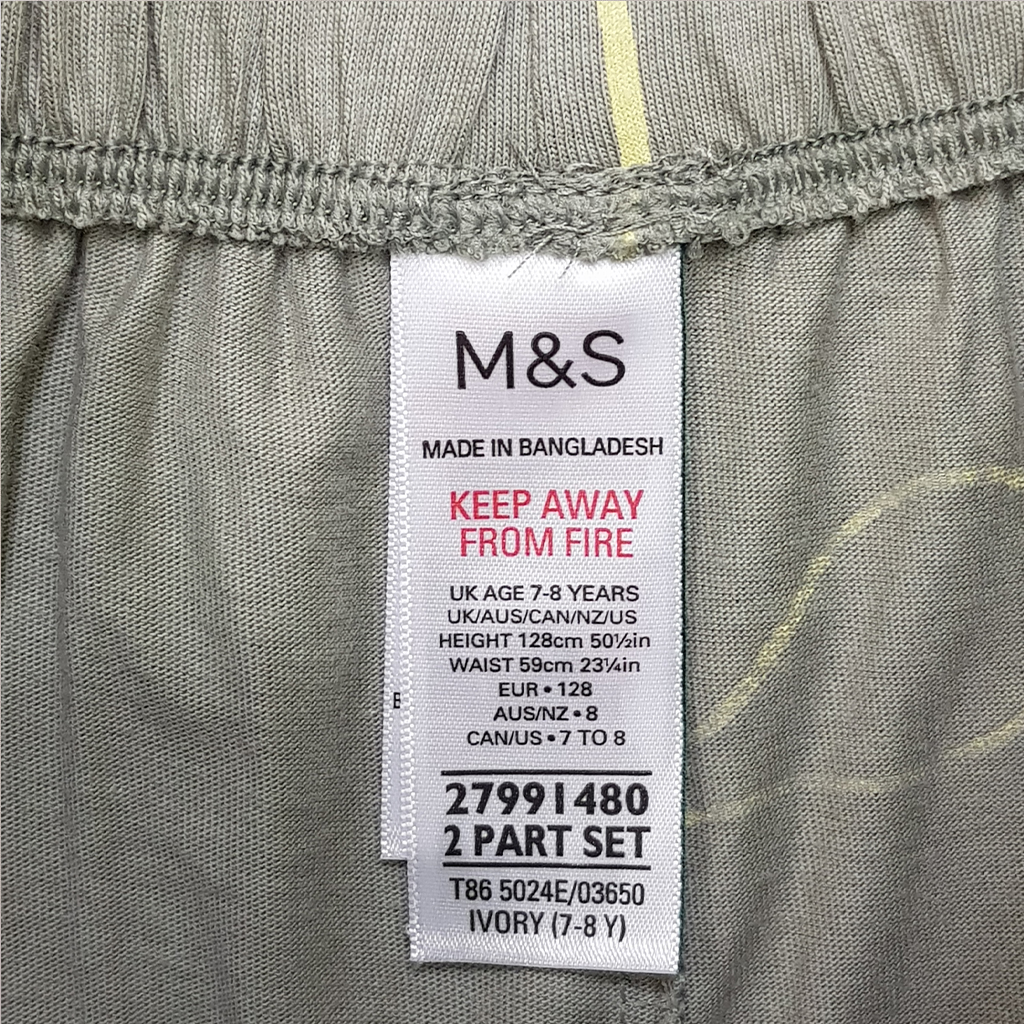 M&S
MADE IN BANGLADESH
KEEP AWAY
FROM FIRE
UK AGE 7-8 YEARS
UK/AUS/CAN/NZ/US
HEIGHT 128cm 50½in
WAIST 59cm 23¼in
EUR • 128
AUS/NZ • 8
CAN/US • 7 TO 8
27991480
2 PART SET
T86 5024E/03650
IVORY (7-8 Y)